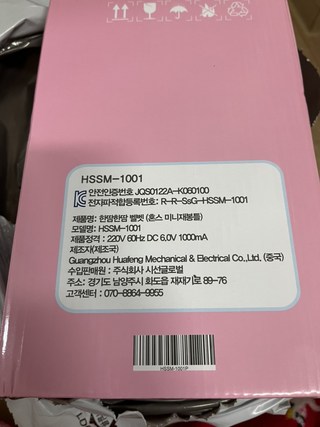 HSSM-1001
안전인증번호 JQS0122A-K060100
전자파적합등록번호: R-R-SsG-HSSM-1001
제품명: 한땀한땀 벨벳 (혼스 미니재봉틀)
모델명: HSSM-1001
제품정격 : 220V 60Hz DC 6.0V 1000mA
제조자(제조국)
Guangzhou Huafeng Mechanical & Electrical Co.,Ltd. (중국)
수입판매원 : 주식회사 시선글로벌
주소: 경기도 남양주시 화도읍 재재기로 89-76
고객센터 : 070-8864-9955
HSSM-1001P